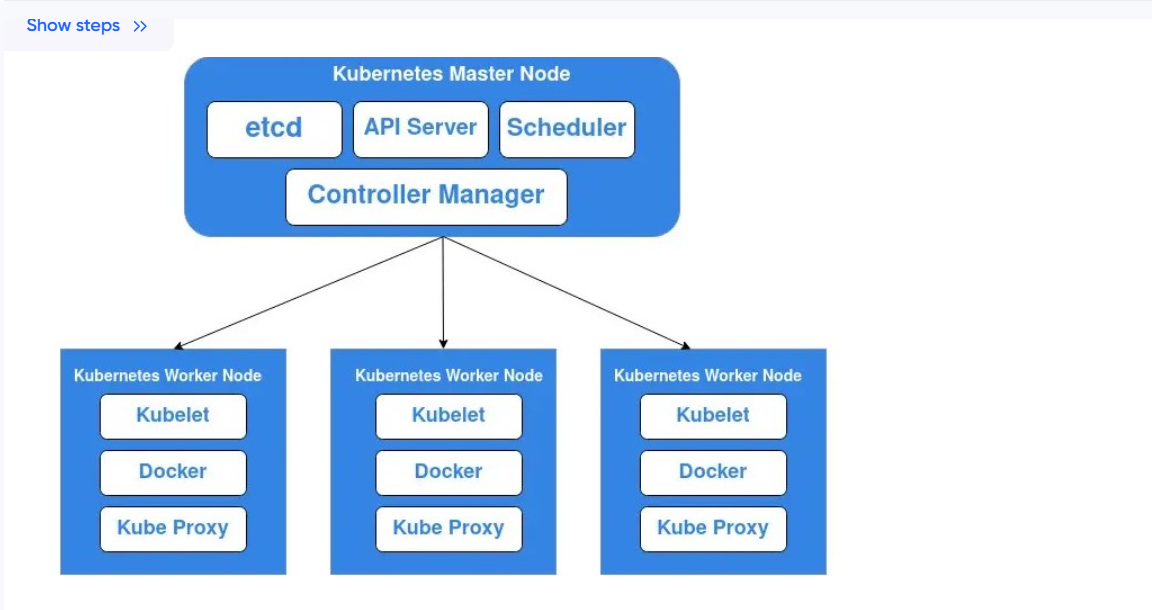 Show steps »
Kubernetes Master Node
etcd API Server Scheduler
Controller Manager
Kubernetes Worker Node Kubernetes Worker Node Kubernetes Worker Node
Kubelet Kubelet Kubelet
Docker Docker Docker
Kube Proxy Kube Proxy Kube Proxy